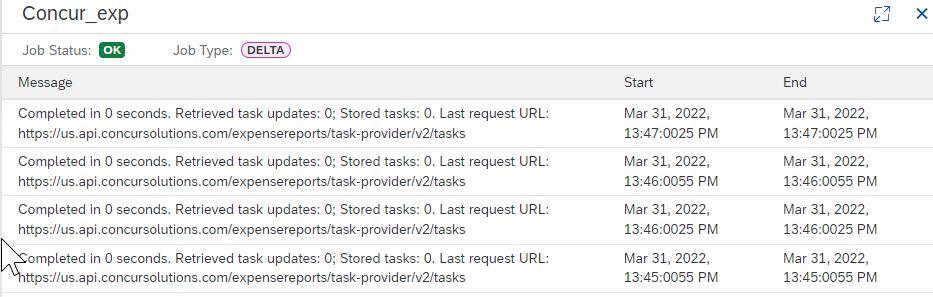 Concur_exp
Job Status: OK Job Type: DELTA
Message Start End
Completed in 0 seconds. Retrieved task updates: 0; Stored tasks: 0. Last request URL: Mar 31, 2022, Mar 31, 2022,
https://us.api.concursolutions.com/expensereports/task-provider/v2/tasks 13:47:0025 PM 13:47:0025 PM
Completed in 0 seconds. Retrieved task updates: 0; Stored tasks: 0. Last request URL: Mar 31, 2022, Mar 31, 2022,
https://us.api.concursolutions.com/expensereports/task-provider/v2/tasks 13:46:0055 PM 13:46:0055 PM
Completed in 0 seconds. Retrieved task updates: 0; Stored tasks: 0. Last request URL: Mar 31, 2022, Mar 31, 2022,
https://us.api.concursolutions.com/expensereports/task-provider/v2/tasks 13:46:0025 PM 13:46:0025 PM
Completed in 0 seconds. Retrieved task updates: 0; Stored tasks: 0. Last request URL: Mar 31, 2022, Mar 31, 2022,
https://us.api.concursolutions.com/expensereports/task-provider/v2/tasks 13:45:0055 PM 13:45:0055 PM